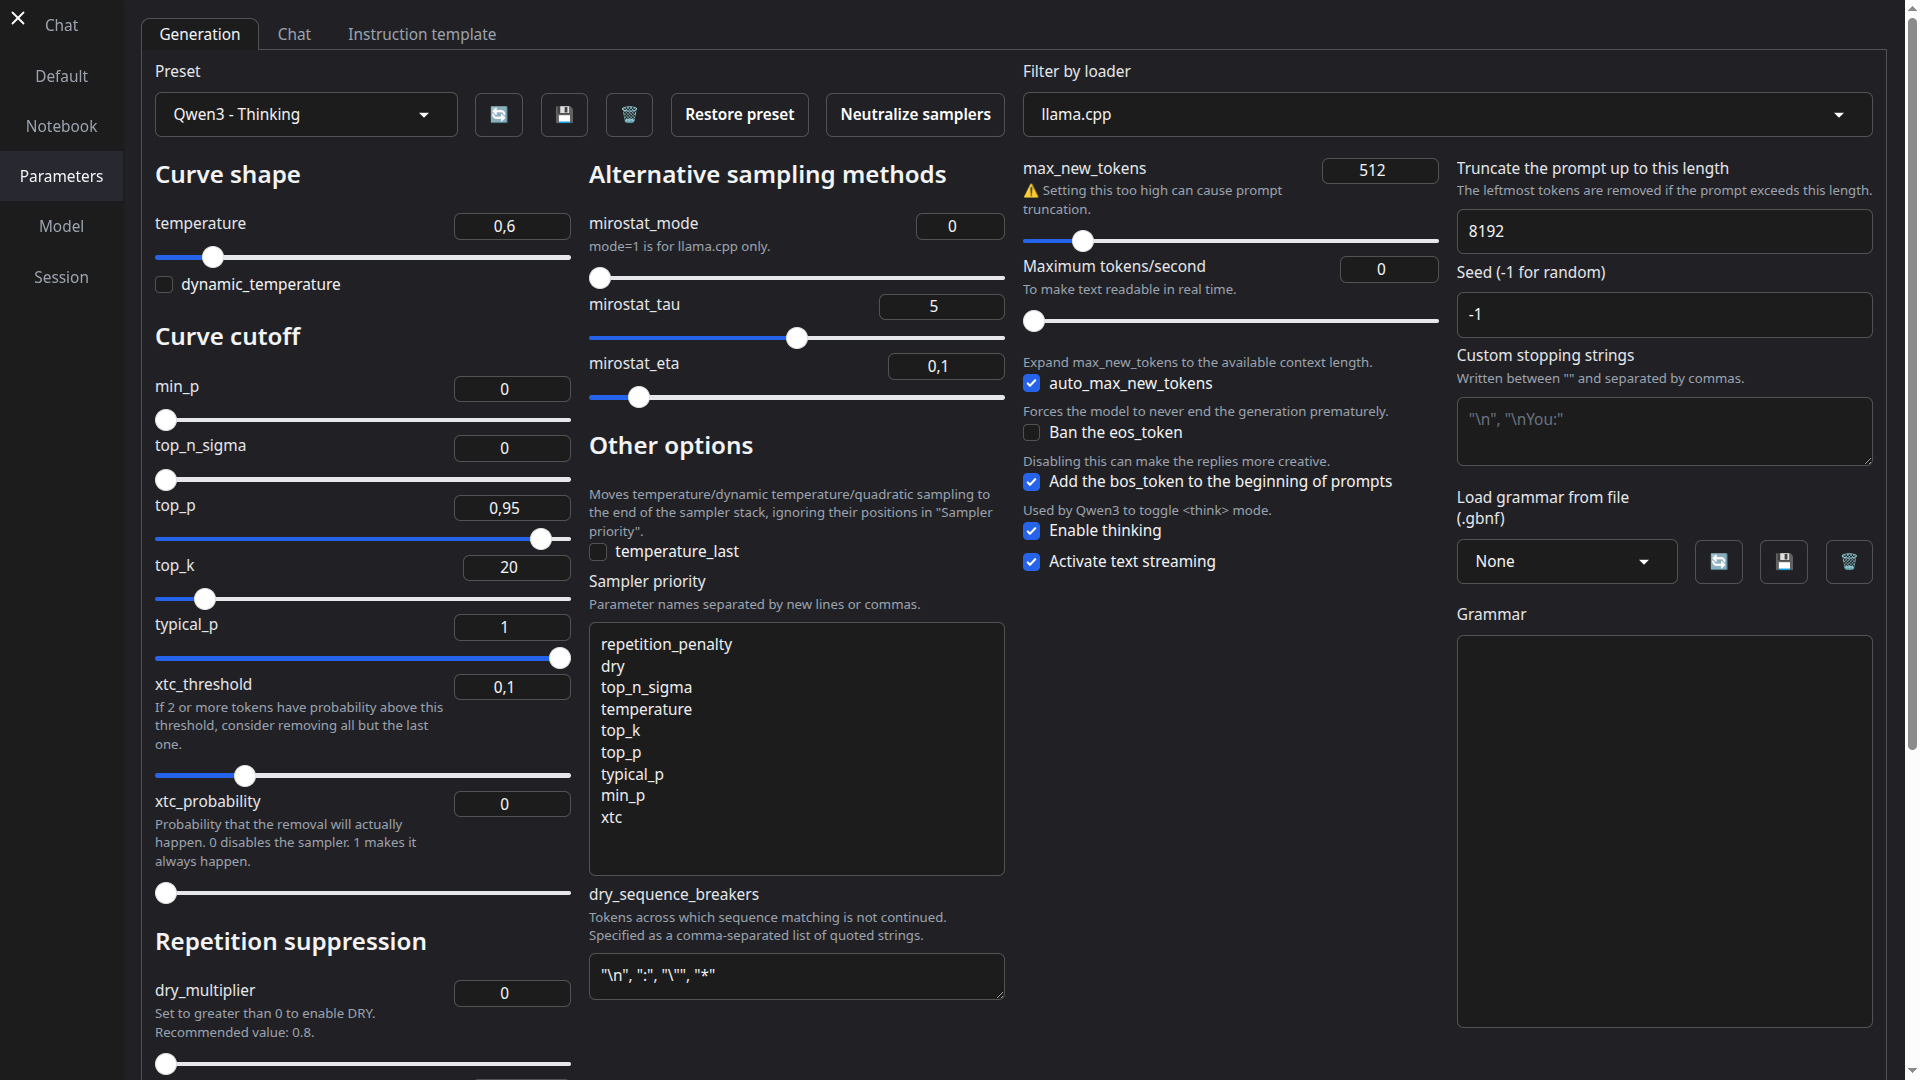 Chat
Default
Notebook
Parameters
Model
Session
Generation
Chat
Instruction template
Preset
Qwen3 - Thinking
Restore preset
Neutralize samplers
Filter by loader
llama.cpp
Curve shape
temperature
0,6
dynamic_temperature
Curve cutoff
min_p
0
top_n_sigma
0
top_p
0,95
top_k
20
typical_p
1
xtc_threshold
0,1
If 2 or more tokens have probability above this
threshold, consider removing all but the last
one.
xtc_probability
0
Probability that the removal will actually
happen. 0 disables the sampler. 1 makes it
always happen.
Repetition suppression
dry_multiplier
0
Set to greater than 0 to enable DRY.
Recommended value: 0.8.
Alternative sampling methods
mirostat_mode
0
mode=1 is for llama.cpp only.
mirostat_tau
5
mirostat_eta
0,1
Other options
Moves temperature/dynamic temperature/quadratic sampling to
the end of the sampler stack, ignoring their positions in "Sampler
priority".
temperature_last
Sampler priority
Parameter names separated by new lines or commas.
repetition_penalty
dry
top_n_sigma
temperature
top_k
top_p
typical_p
min_p
xtc
dry_sequence_breakers
Tokens across which sequence matching is not continued.
Specified as a comma-separated list of quoted strings.
"\n", ":", "\"", "*"
max_new_tokens
512
⚠️ Setting this too high can cause prompt
truncation.
Maximum tokens/second
0
To make text readable in real time.
Expand max_new_tokens to the available context length.
auto_max_new_tokens
Forces the model to never end the generation prematurely.
Ban the eos_token
Disabling this can make the replies more creative.
Add the bos_token to the beginning of prompts
Used by Qwen3 to toggle <think> mode.
Enable thinking
Activate text streaming
Truncate the prompt up to this length
The leftmost tokens are removed if the prompt exceeds this length.
8192
Seed (-1 for random)
-1
Custom stopping strings
Written between "" and separated by commas.
"\n", "\nYou:"
Load grammar from file
(.gbnf)
None
Grammar